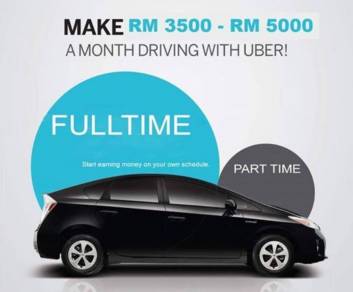 MAKE RM 3500 - RM 5000
A MONTH DRIVING WITH UBER!
FULLTIME
Start earning money on your own schedule.
PART TIME